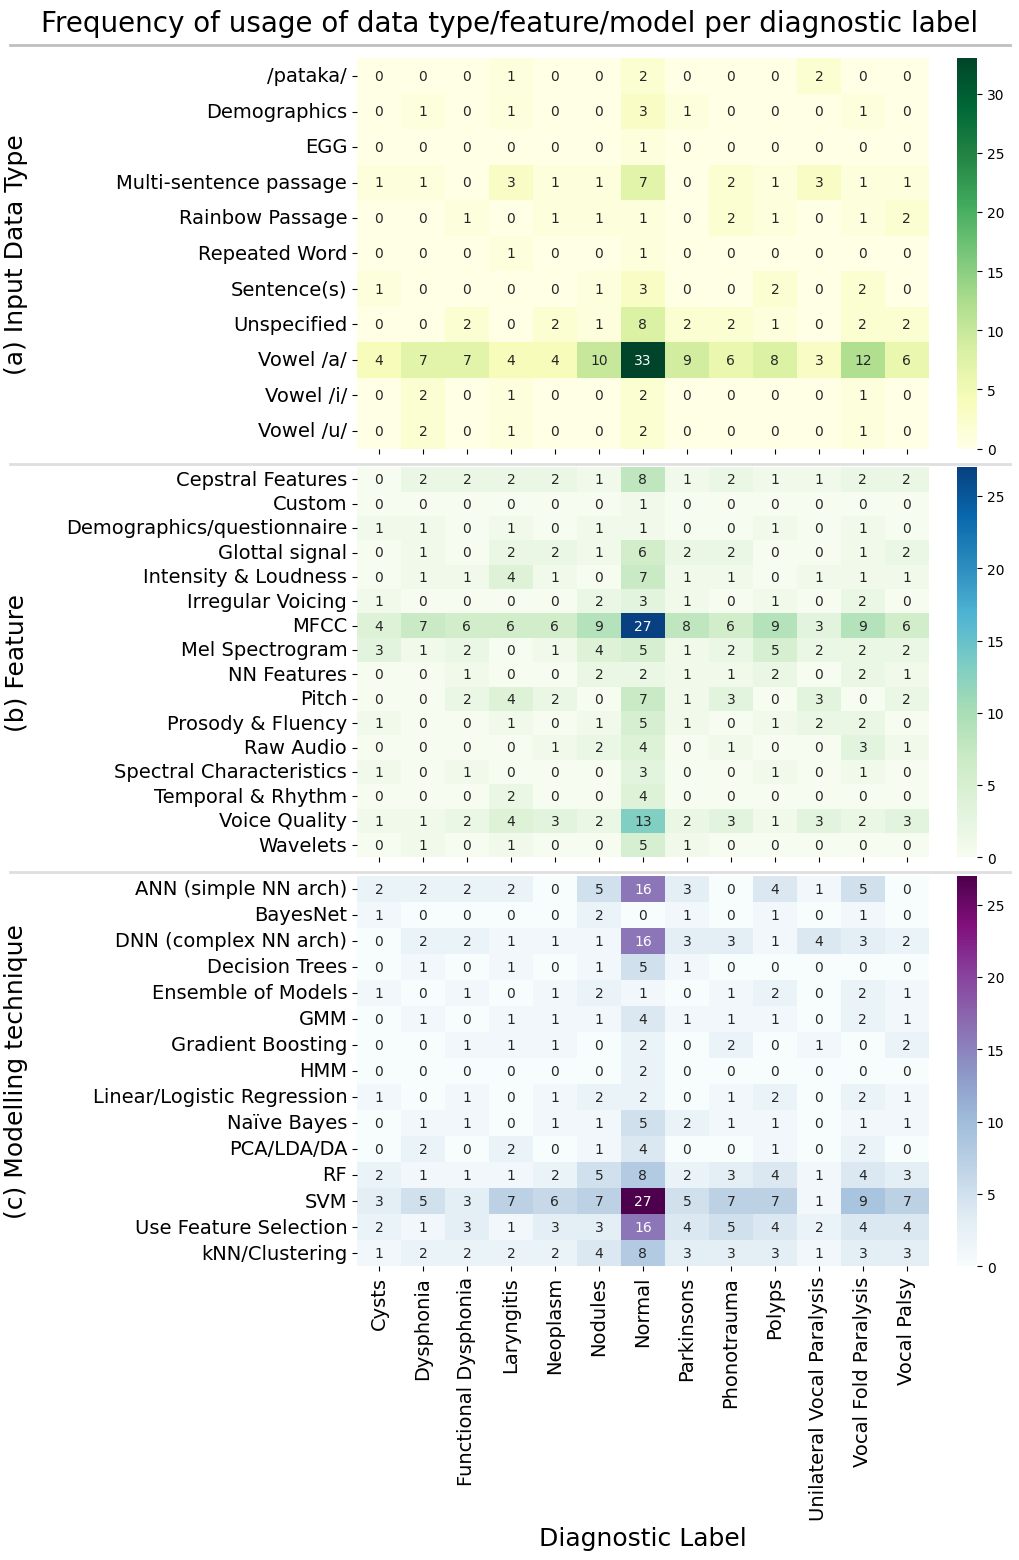 Frequency of usage of data type/feature/model per diagnostic label
(a) Input Data Type
/pataka/ 0 0 0 1 0 0 2 0 0 0 2 0 0
Demographics 0 1 0 1 0 0 3 1 0 0 0 1 0
EGG 0 0 0 0 0 0 1 0 0 0 0 0 0
Multi-sentence passage 1 1 0 3 1 1 7 0 2 1 3 1 1
Rainbow Passage 0 0 1 0 1 1 1 0 2 1 0 1 2
Repeated Word 0 0 0 1 0 0 1 0 0 0 0 0 0
Sentence(s) 1 0 0 0 0 1 3 0 0 2 0 2 0
Unspecified 0 0 2 0 2 1 8 2 2 1 0 2 2
Vowel /a/ 4 7 7 4 4 10 33 9 6 8 3 12 6
Vowel /i/ 0 2 0 1 0 0 2 0 0 0 0 1 0
Vowel /u/ 0 2 0 1 0 0 2 0 0 0 0 1 0
30
25
20
15
10
5
0
(b) Feature
Cepstral Features 0 2 2 2 2 1 8 1 2 1 1 2 2
Custom 0 0 0 0 0 0 1 0 0 0 0 0 0
Demographics/questionnaire 1 1 0 1 0 1 1 0 0 1 0 1 0
Glottal signal 0 1 0 2 2 1 6 2 2 0 0 1 2
Intensity & Loudness 0 1 1 4 1 0 7 1 1 0 1 1 1
Irregular Voicing 1 0 0 0 0 2 3 1 0 1 0 2 0
MFCC 4 7 6 6 6 9 27 8 6 9 3 9 6
Mel Spectrogram 3 1 2 0 1 4 5 1 2 5 2 2 2
NN Features 0 0 1 0 0 2 2 1 1 2 0 2 1
Pitch 0 0 2 4 2 0 7 1 3 0 3 0 2
Prosody & Fluency 1 0 0 1 0 1 5 1 0 1 2 2 0
Raw Audio 0 0 0 0 1 2 4 0 1 0 0 3 1
Spectral Characteristics 1 0 1 0 0 0 3 0 0 1 0 1 0
Temporal & Rhythm 0 0 0 2 0 0 4 0 0 0 0 0 0
Voice Quality 1 1 2 4 3 2 13 2 3 1 3 2 3
Wavelets 0 1 0 1 0 0 5 1 0 0 0 0 0
25
20
15
10
5
0
(c) Modelling technique
ANN (simple NN arch) 2 2 2 2 0 5 16 3 0 4 1 5 0
BayesNet 1 0 0 0 0 2 0 1 0 1 0 1 0
DNN (complex NN arch) 0 2 2 1 1 1 16 3 3 1 4 3 2
Decision Trees 0 1 0 1 0 1 5 1 0 0 0 0 0
Ensemble of Models 1 0 1 0 1 2 1 0 1 2 0 2 1
GMM 0 1 0 1 1 1 4 1 1 1 0 2 1
Gradient Boosting 0 0 1 1 1 0 2 0 2 0 1 0 2
HMM 0 0 0 0 0 0 2 0 0 0 0 0 0
Linear/Logistic Regression 1 0 1 0 1 2 2 0 1 2 0 2 1
Naïve Bayes 0 1 1 0 1 1 5 2 1 1 0 1 1
PCA/LDA/DA 0 2 0 2 0 1 4 0 0 1 0 2 0
RF 2 1 1 1 2 5 8 2 3 4 1 4 3
SVM 3 5 3 7 6 7 27 5 7 7 1 9 7
Use Feature Selection 2 1 3 1 3 3 16 4 5 4 2 4 4
kNN/Clustering 1 2 2 2 2 4 8 3 3 3 1 3 3
25
20
15
10
5
0
Cysts
Dysphonia
Functional Dysphonia
Laryngitis
Neoplasm
Nodules
Normal
Parkinsons
Phonotrauma
Polyps
Unilateral Vocal Paralysis
Vocal Fold Paralysis
Vocal Palsy
Diagnostic Label